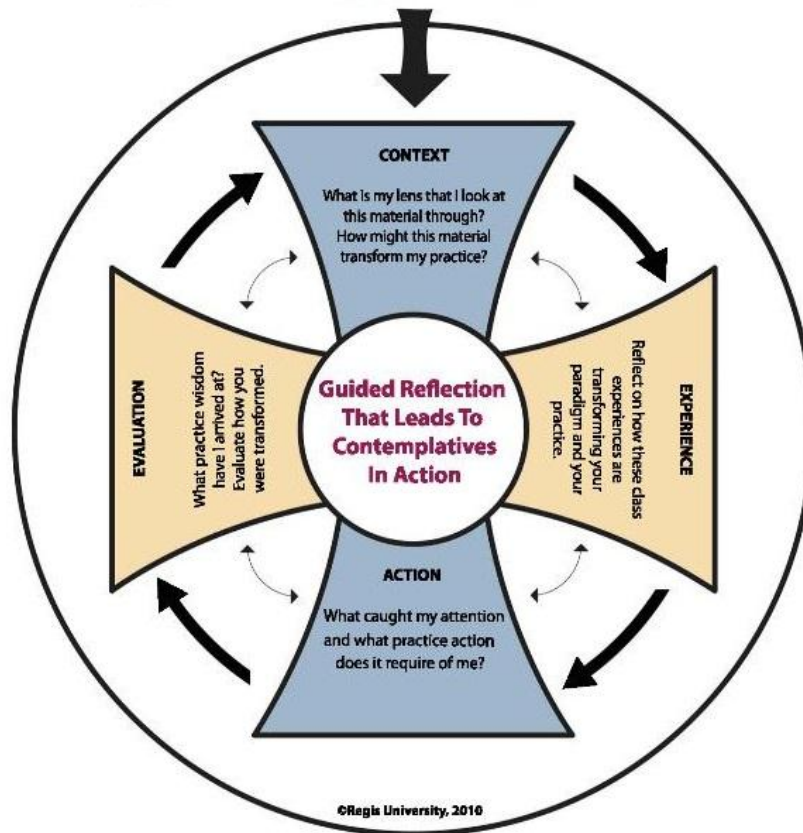 CONTEXT
What is my lens that I look at
this material through?
How might this material
transform my practice?
EXPERIENCE
Reflect on how these class
experiences are
transforming your
paradigm and your
practice.
Guided Reflection
That Leads To
Contemplatives
In Action
ACTION
What caught my attention
and what practice action
does it require of me?
EVALUATION
What practice wisdom
have I arrived at?
Evaluate how you
were transformed.
©Regis University, 2010